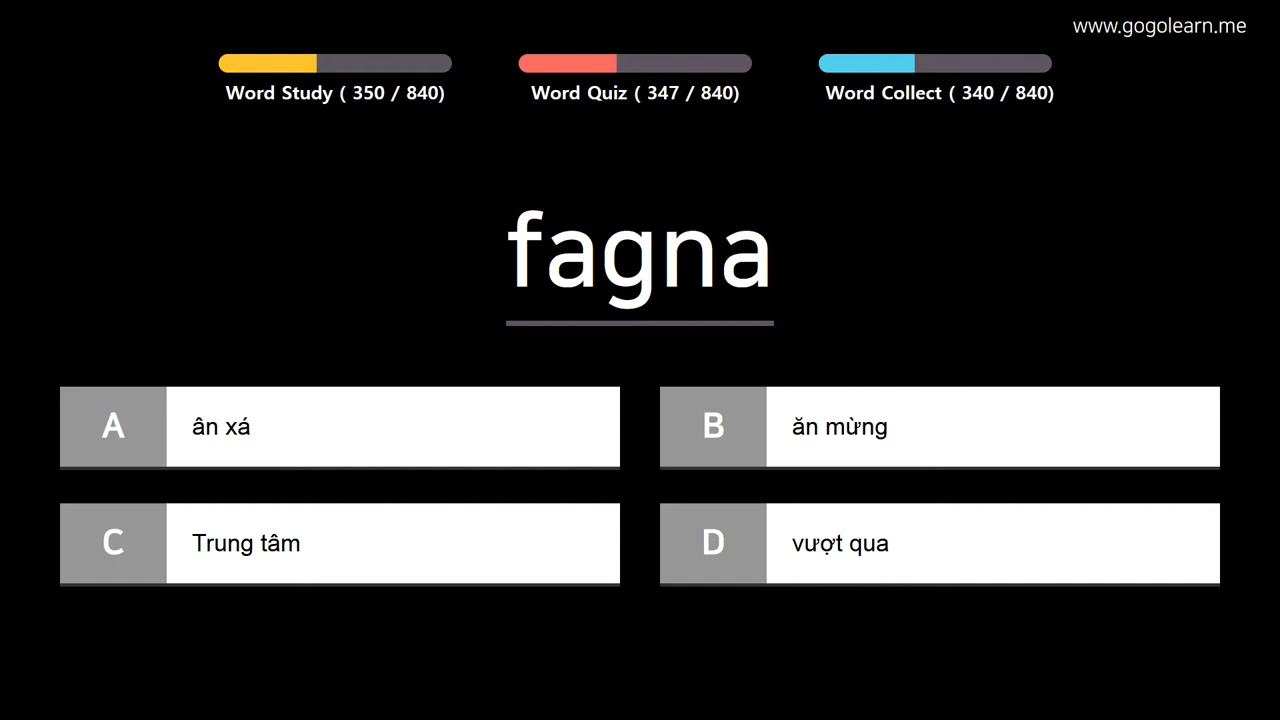 www.gogolearn.me
Word Study ( 350 / 840)
Word Quiz ( 347 / 840)
Word Collect ( 340 / 840)
fagna
A ân xá
B ăn mừng
C Trung tâm
D vượt qua